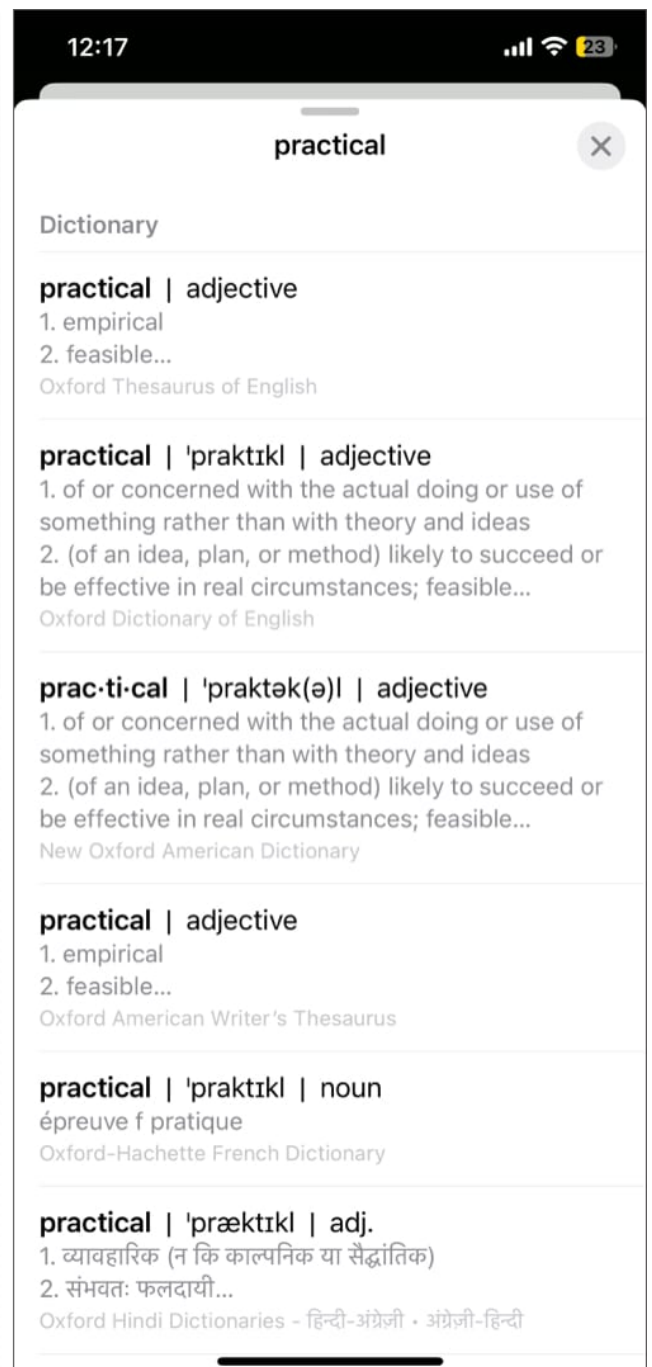 12:17
23
practical
Dictionary
practical | adjective
1. empirical
2. feasible...
Oxford Thesaurus of English
practical | ˈpraktɪkl | adjective
1. of or concerned with the actual doing or use of
something rather than with theory and ideas
2. (of an idea, plan, or method) likely to succeed or
be effective in real circumstances; feasible...
Oxford Dictionary of English
prac·ti·cal | ˈpraktək(ə)l | adjective
1. of or concerned with the actual doing or use of
something rather than with theory and ideas
2. (of an idea, plan, or method) likely to succeed or
be effective in real circumstances; feasible...
New Oxford American Dictionary
practical | adjective
1. empirical
2. feasible...
Oxford American Writer's Thesaurus
practical | ˈpraktɪkl | noun
épreuve f pratique
Oxford-Hachette French Dictionary
practical | ˈpræktɪkl | adj.
1. व्यावहारिक (न कि काल्पनिक या सैद्धांतिक)
2. संभवतः फलदायी...
Oxford Hindi Dictionaries - हिन्दी-अंग्रेज़ी • अंग्रेज़ी-हिन्दी